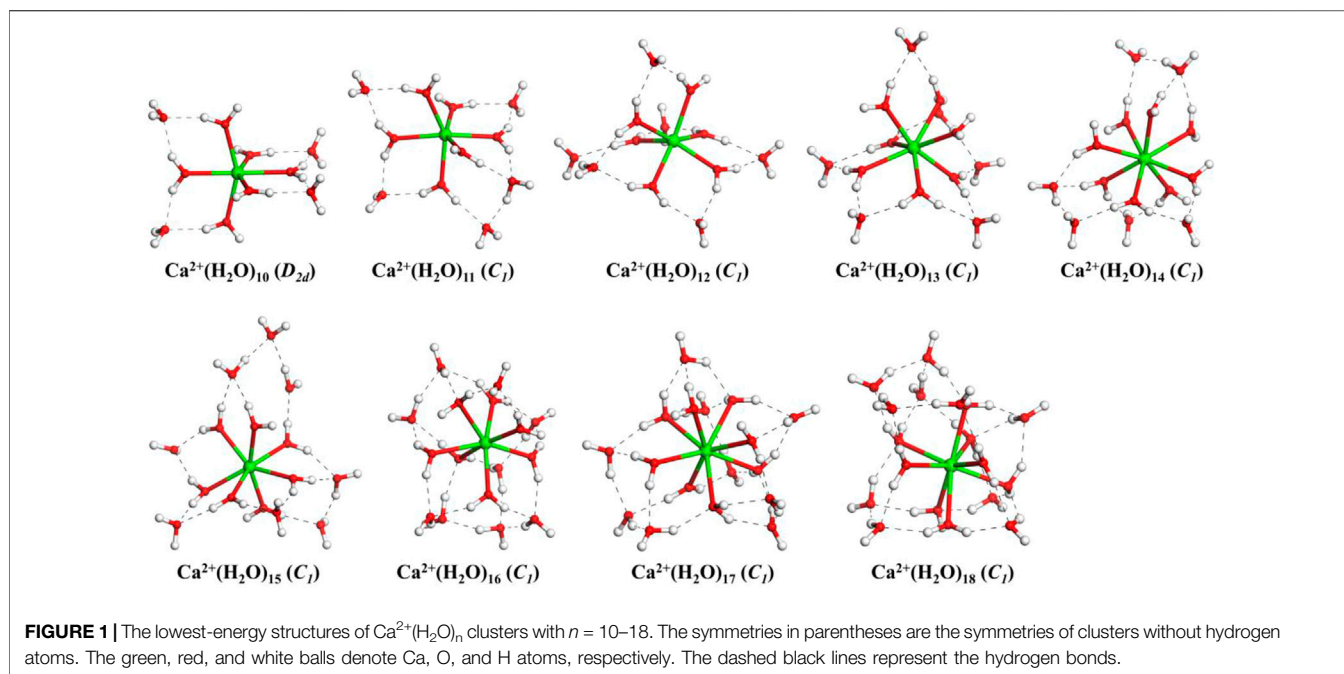 Ca²⁺(H₂O)₁₀ (D₂d) Ca²⁺(H₂O)₁₁ (C₁) Ca²⁺(H₂O)₁₂ (C₁) Ca²⁺(H₂O)₁₃ (C₁) Ca²⁺(H₂O)₁₄ (C₁)
Ca²⁺(H₂O)₁₅ (C₁) Ca²⁺(H₂O)₁₆ (C₁) Ca²⁺(H₂O)₁₇ (C₁) Ca²⁺(H₂O)₁₈ (C₁)
FIGURE 1 | The lowest-energy structures of Ca²⁺(H₂O)ₙ clusters with n = 10–18. The symmetries in parentheses are the symmetries of clusters without hydrogen
atoms. The green, red, and white balls denote Ca, O, and H atoms, respectively. The dashed black lines represent the hydrogen bonds.